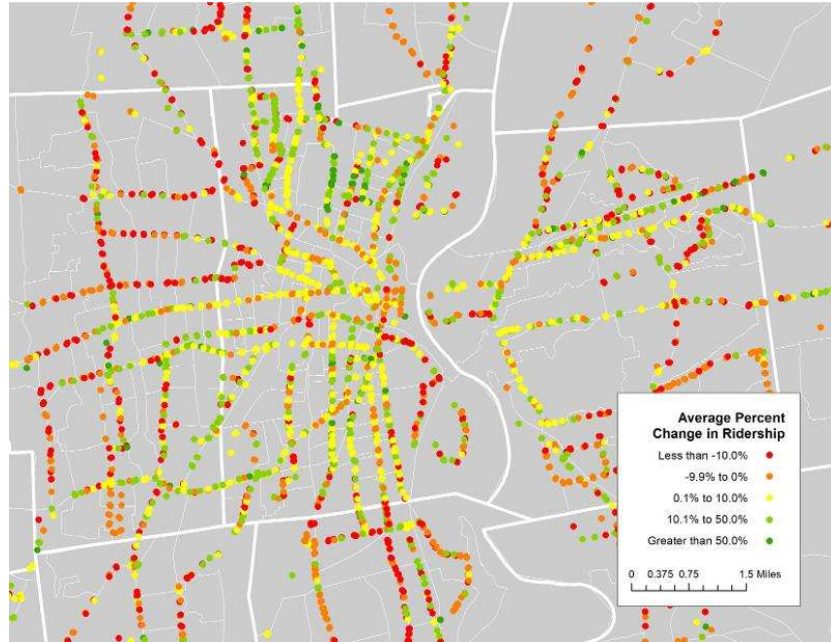 Average Percent
Change in Ridership
Less than -10.0%
-9.9% to 0%
0.1% to 10.0%
10.1% to 50.0%
Greater than 50.0%
0 0.375 0.75 1.5 Miles